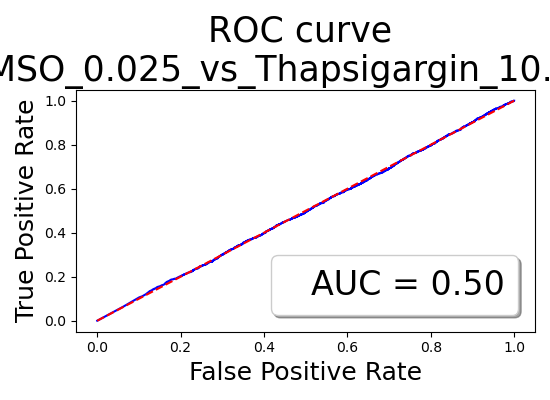 ROC curve
MSO_0.025_vs_Thapsigargin_10.
True Positive Rate
1.0
0.8
0.6
0.4
0.2
0.0
AUC = 0.50
0.0 0.2 0.4 0.6 0.8 1.0
False Positive Rate